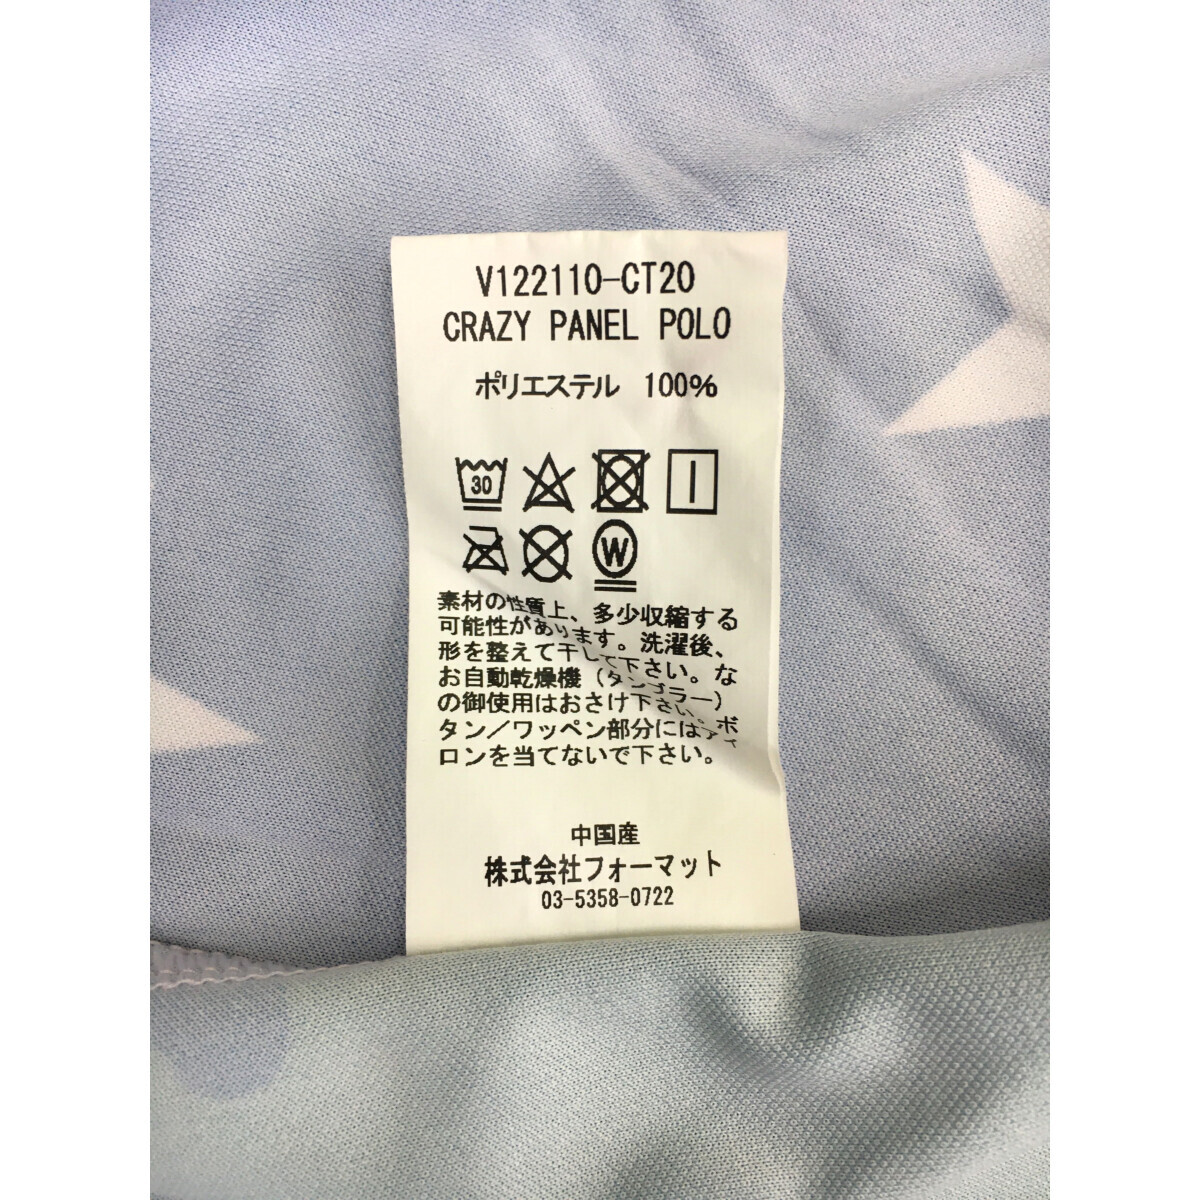 V122110-CT20
CRAZY PANEL POLO
ポリエステル 100%
30
W
素材の性質上、多少収縮する
可能性があります。洗濯後、
形を整えて干して下さい。な
お自動乾燥機(タンブラー)
の御使用はおさけ下さい。ボ
タン/ワッペン部分にはアイ
ロンを当てないで下さい。
中国産
株式会社フォーマット
03-5358-0722